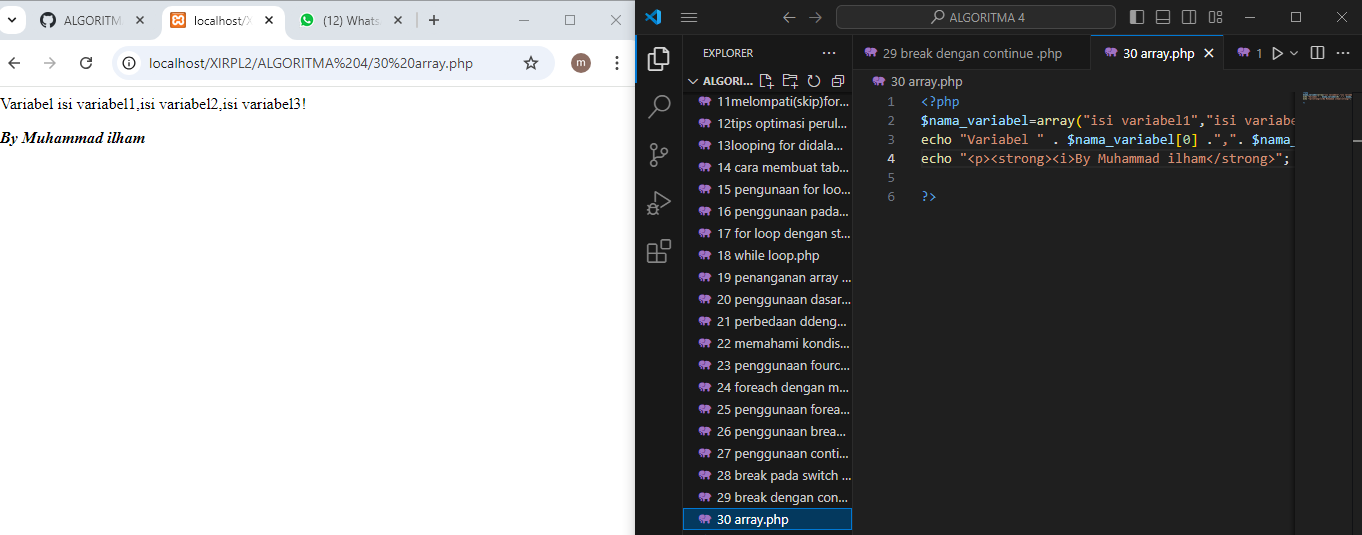 ALGORITM
localhost/X
(12) Whats
localhost/XIRPL2/ALGORITMA%204/30%20array.php
m
Variabel isi variabel1,isi variabel2,isi variabel3!
By Muhammad ilham
ALGORITMA 4
EXPLORER
ALGORI...
11melompati(skip)for...
12tips optimasi perul...
13looping for didala...
14 cara membuat tab...
15 pengunaan for loo...
16 penggunaan pada...
17 for loop dengan st...
18 while loop.php
19 penanganan array ...
20 penggunaan dasar...
21 perbedaan ddeng...
22 memahami kondis...
23 penggunaan fourc...
24 foreach dengan m...
25 penggunaan forea...
26 penggunaan brea...
27 penggunaan conti...
28 break pada switch ...
29 break dengan con...
30 array.php
29 break dengan continue .php
30 array.php
1
30 array.php
1 <?php
2 $nama_variabel=array("isi variabel1","isi variabe
3 echo "Variabel " . $nama_variabel[0] .",". $nama_
4 echo "<p><strong><i>By Muhammad ilham</strong>";
5
6 ?>